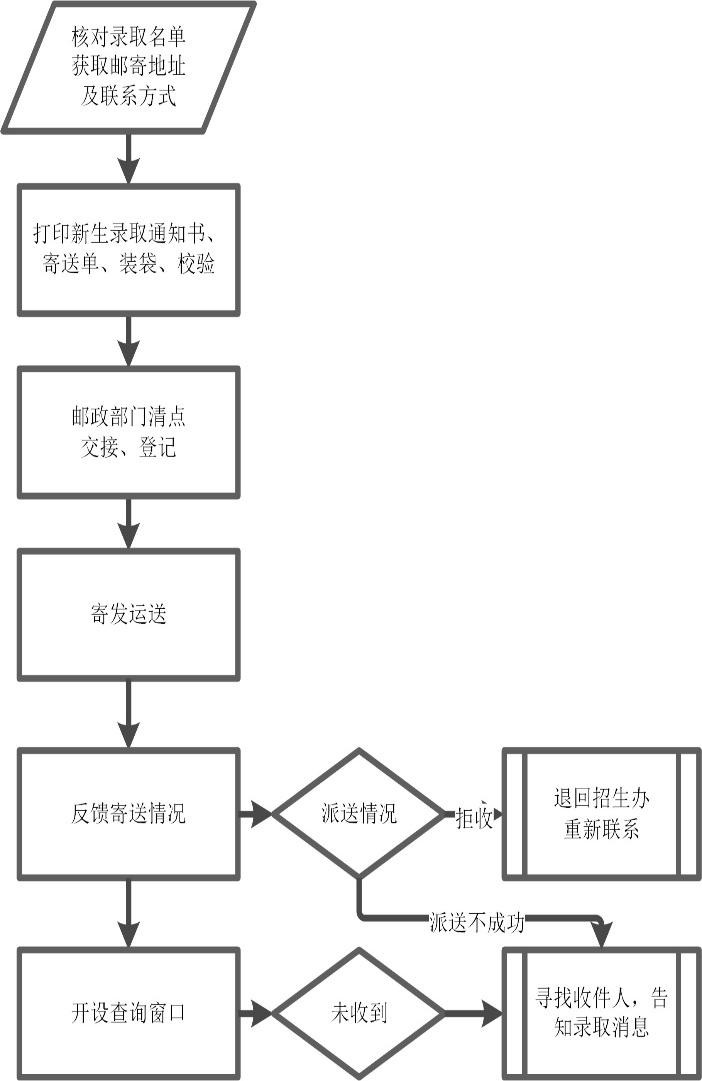 核对录取名单
获取邮寄地址
及联系方式
打印新生录取通知书、
寄送单、装袋、校验
邮政部门清点
交接、登记
寄发运送
反馈寄送情况
派送情况
拒收
退回招生办
重新联系
派送不成功
开设查询窗口
未收到
寻找收件人，告
知录取消息